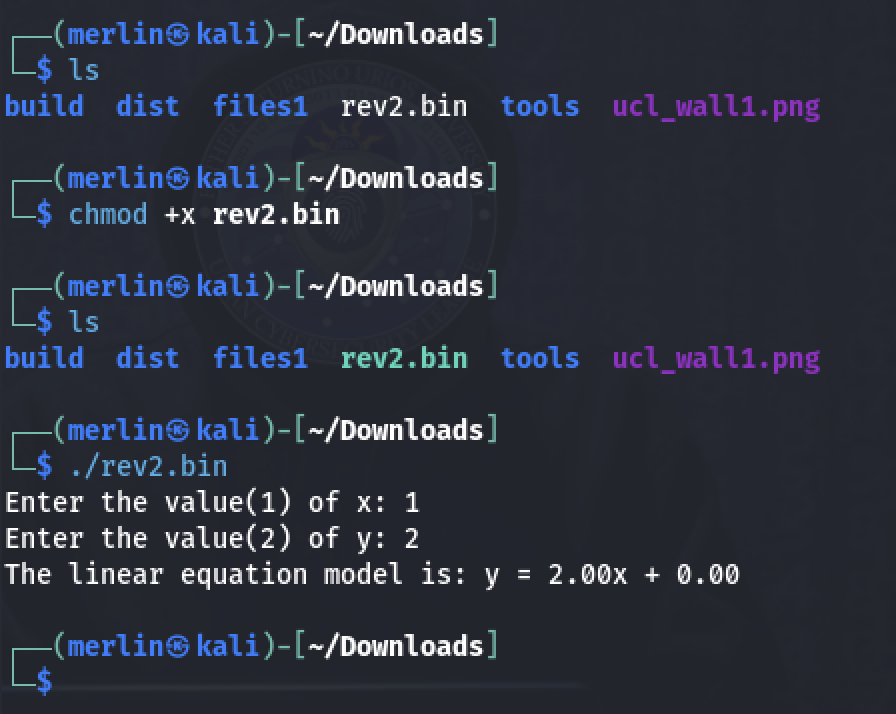 (merlin㉿kali)-[~/Downloads]
$ ls
build dist files1 rev2.bin tools ucl_wall1.png
(merlin㉿kali)-[~/Downloads]
$ chmod +x rev2.bin
(merlin㉿kali)-[~/Downloads]
$ ls
build dist files1 rev2.bin tools ucl_wall1.png
(merlin㉿kali)-[~/Downloads]
$ ./rev2.bin
Enter the value(1) of x: 1
Enter the value(2) of y: 2
The linear equation model is: y = 2.00x + 0.00
(merlin㉿kali)-[~/Downloads]
$